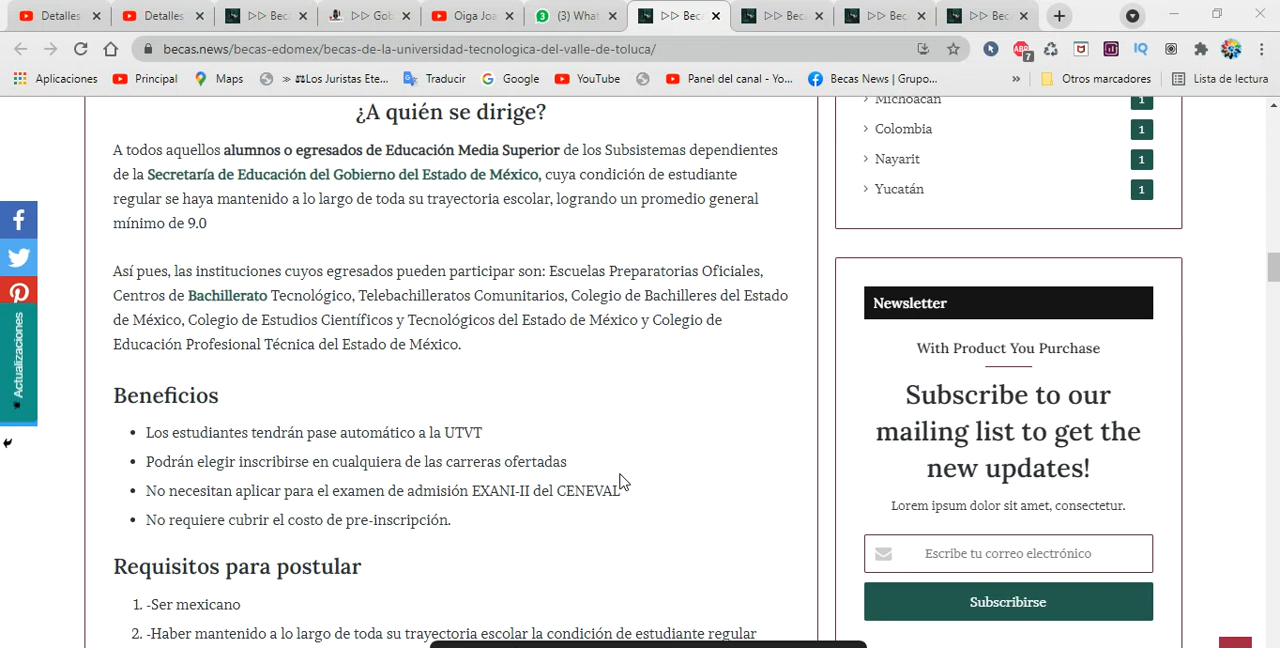 Detalles
Detalles
▷▷ Beca
▷▷ Gob
Oiga Joa
(3) What
▷▷ Beca
▷▷ Beca
▷▷ Bec
▷▷ Beca
becas.news/becas-edomex/becas-de-la-universidad-tecnologica-del-valle-de-toluca/
Aplicaciones
Principal
Maps
» ⚖Los Juristas Ete...
Traducir
Google
YouTube
Panel del canal - Yo...
Becas News | Grupo...
»
Otros marcadores
Lista de lectura
¿A quién se dirige?
A todos aquellos alumnos o egresados de Educación Media Superior de los Subsistemas dependientes
de la Secretaría de Educación del Gobierno del Estado de México, cuya condición de estudiante
regular se haya mantenido a lo largo de toda su trayectoria escolar, logrando un promedio general
mínimo de 9.0
Así pues, las instituciones cuyos egresados pueden participar son: Escuelas Preparatorias Oficiales,
Centros de Bachillerato Tecnológico, Telebachilleratos Comunitarios, Colegio de Bachilleres del Estado
de México, Colegio de Estudios Científicos y Tecnológicos del Estado de México y Colegio de
Educación Profesional Técnica del Estado de México.
Beneficios
• Los estudiantes tendrán pase automático a la UTVT
• Podrán elegir inscribirse en cualquiera de las carreras ofertadas
• No necesitan aplicar para el examen de admisión EXANI-II del CENEVAL
• No requiere cubrir el costo de pre-inscripción.
Requisitos para postular
1. -Ser mexicano
2. -Haber mantenido a lo largo de toda su trayectoria escolar la condición de estudiante regular
Actualizaciones
Michoacán 1
Colombia 1
Nayarit 1
Yucatán 1
Newsletter
With Product You Purchase
Subscribe to our
mailing list to get the
new updates!
Lorem ipsum dolor sit amet, consectetur.
Escribe tu correo electrónico
Subscribirse